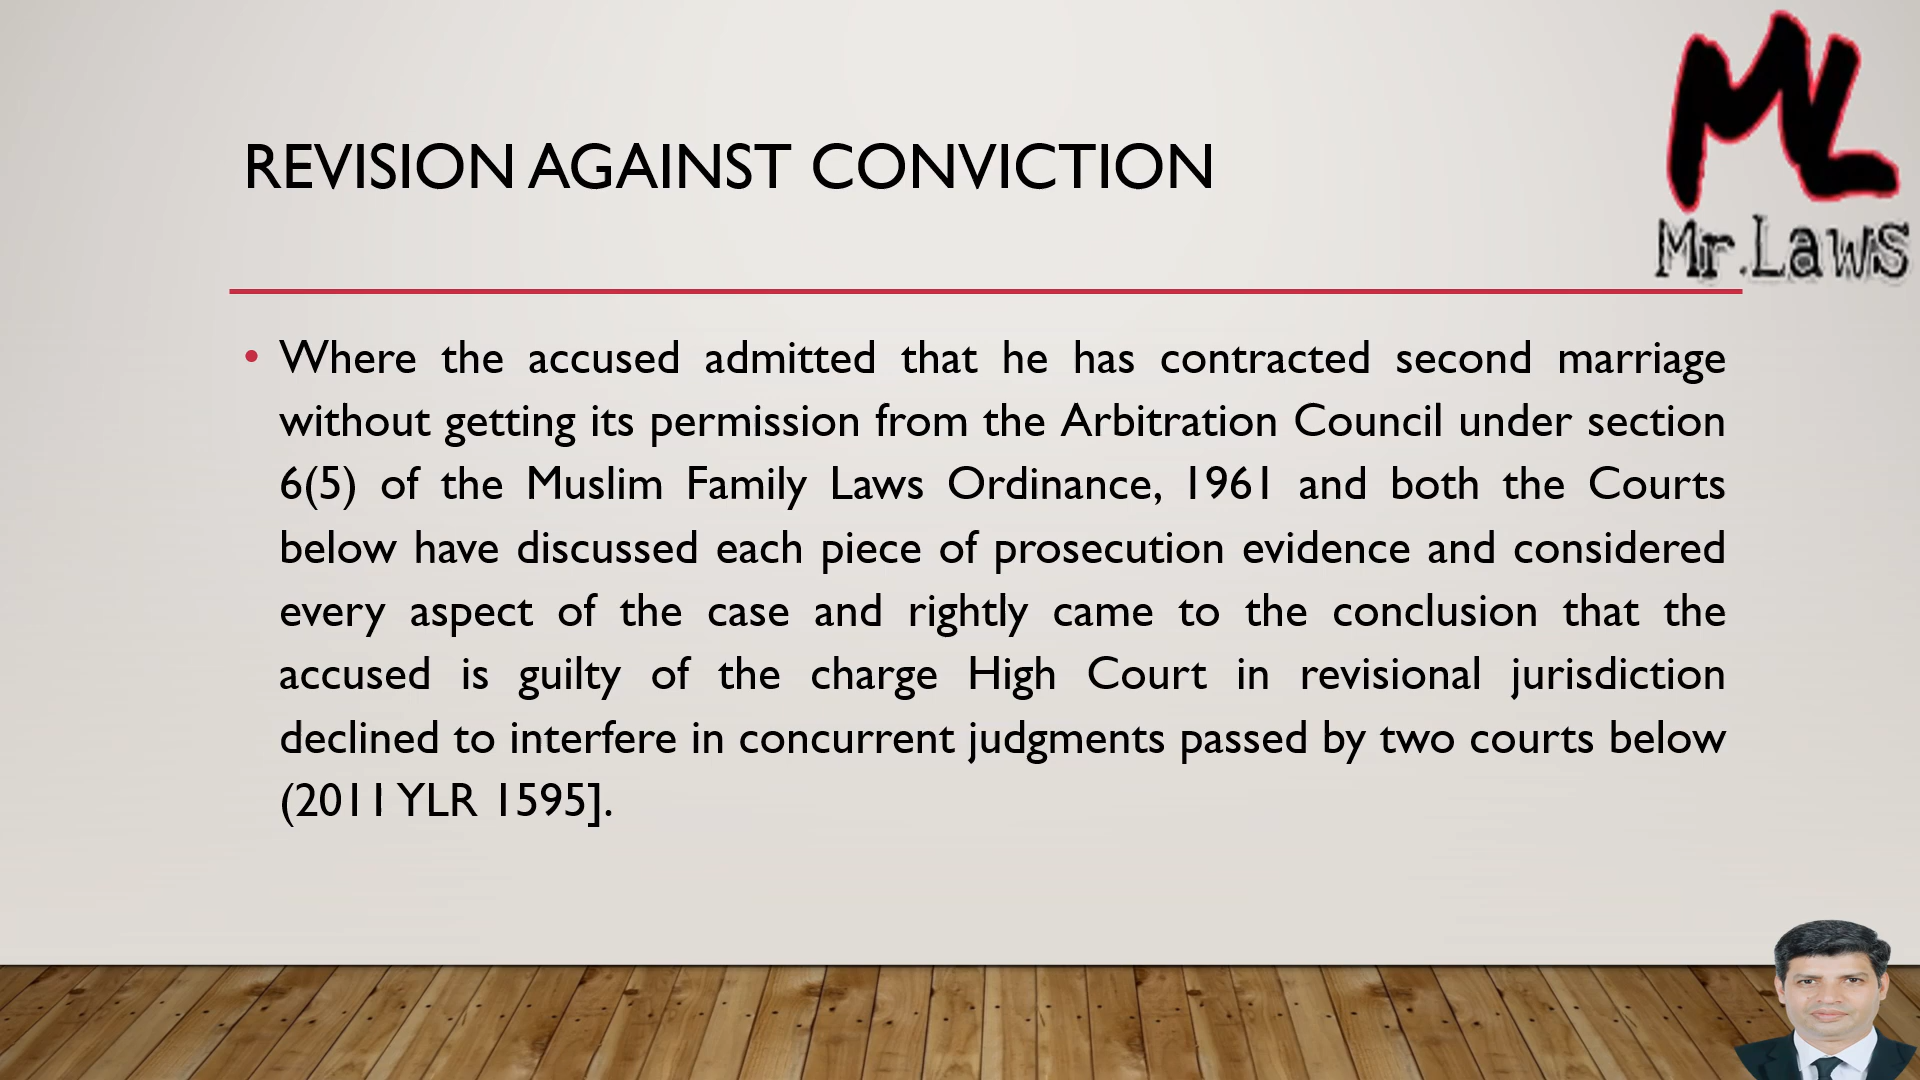 ML
Mr.Laws
REVISION AGAINST CONVICTION
• Where the accused admitted that he has contracted second marriage
without getting its permission from the Arbitration Council under section
6(5) of the Muslim Family Laws Ordinance, 1961 and both the Courts
below have discussed each piece of prosecution evidence and considered
every aspect of the case and rightly came to the conclusion that the
accused is guilty of the charge High Court in revisional jurisdiction
declined to interfere in concurrent judgments passed by two courts below
(2011 YLR 1595].